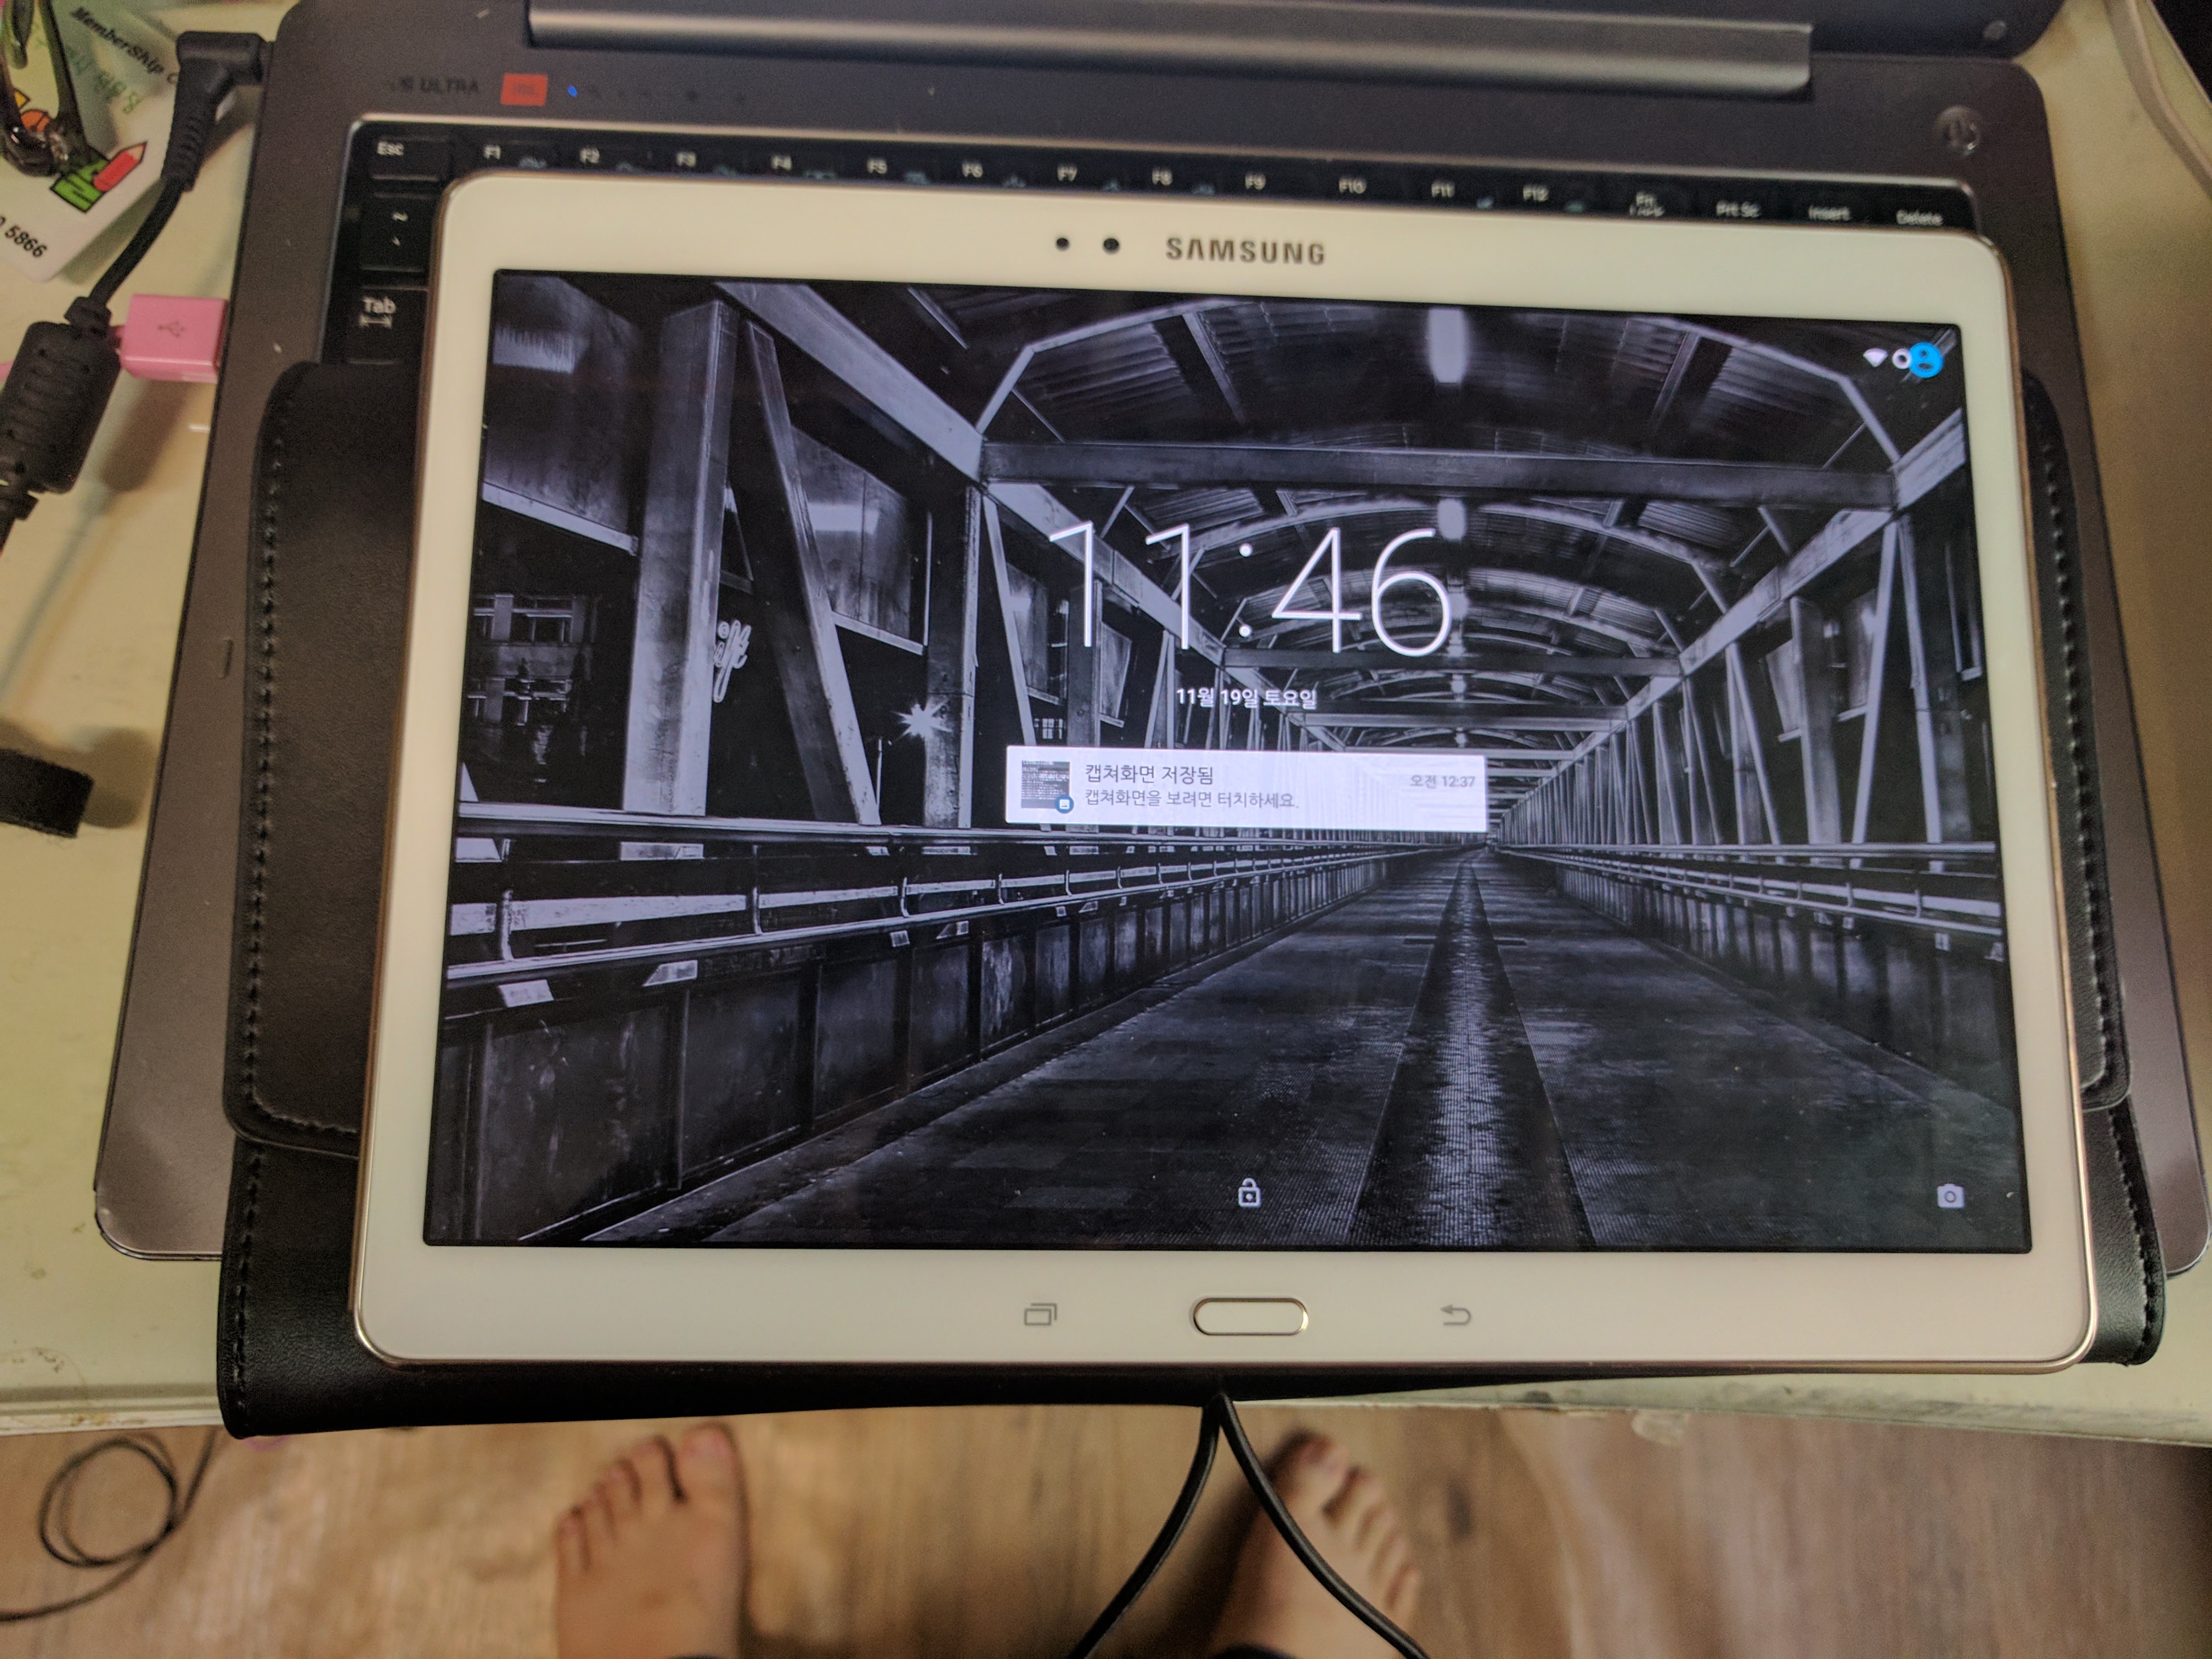 MemberShip
5866
ULTRA
Esc F1 F2 F3 F4 F5 F6 F7 F8 F9 F10 F11 F12 Fn Prt Sc Insert Delete
~
Tab
SAMSUNG
11:46
11월 19일 토요일
캡쳐화면 저장됨 오전 12:37
캡쳐화면을 보려면 터치하세요.